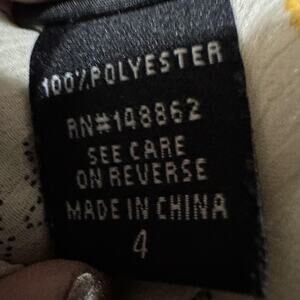 100% POLYESTER
RN#148862
SEE CARE
ON REVERSE
MADE IN CHINA
4